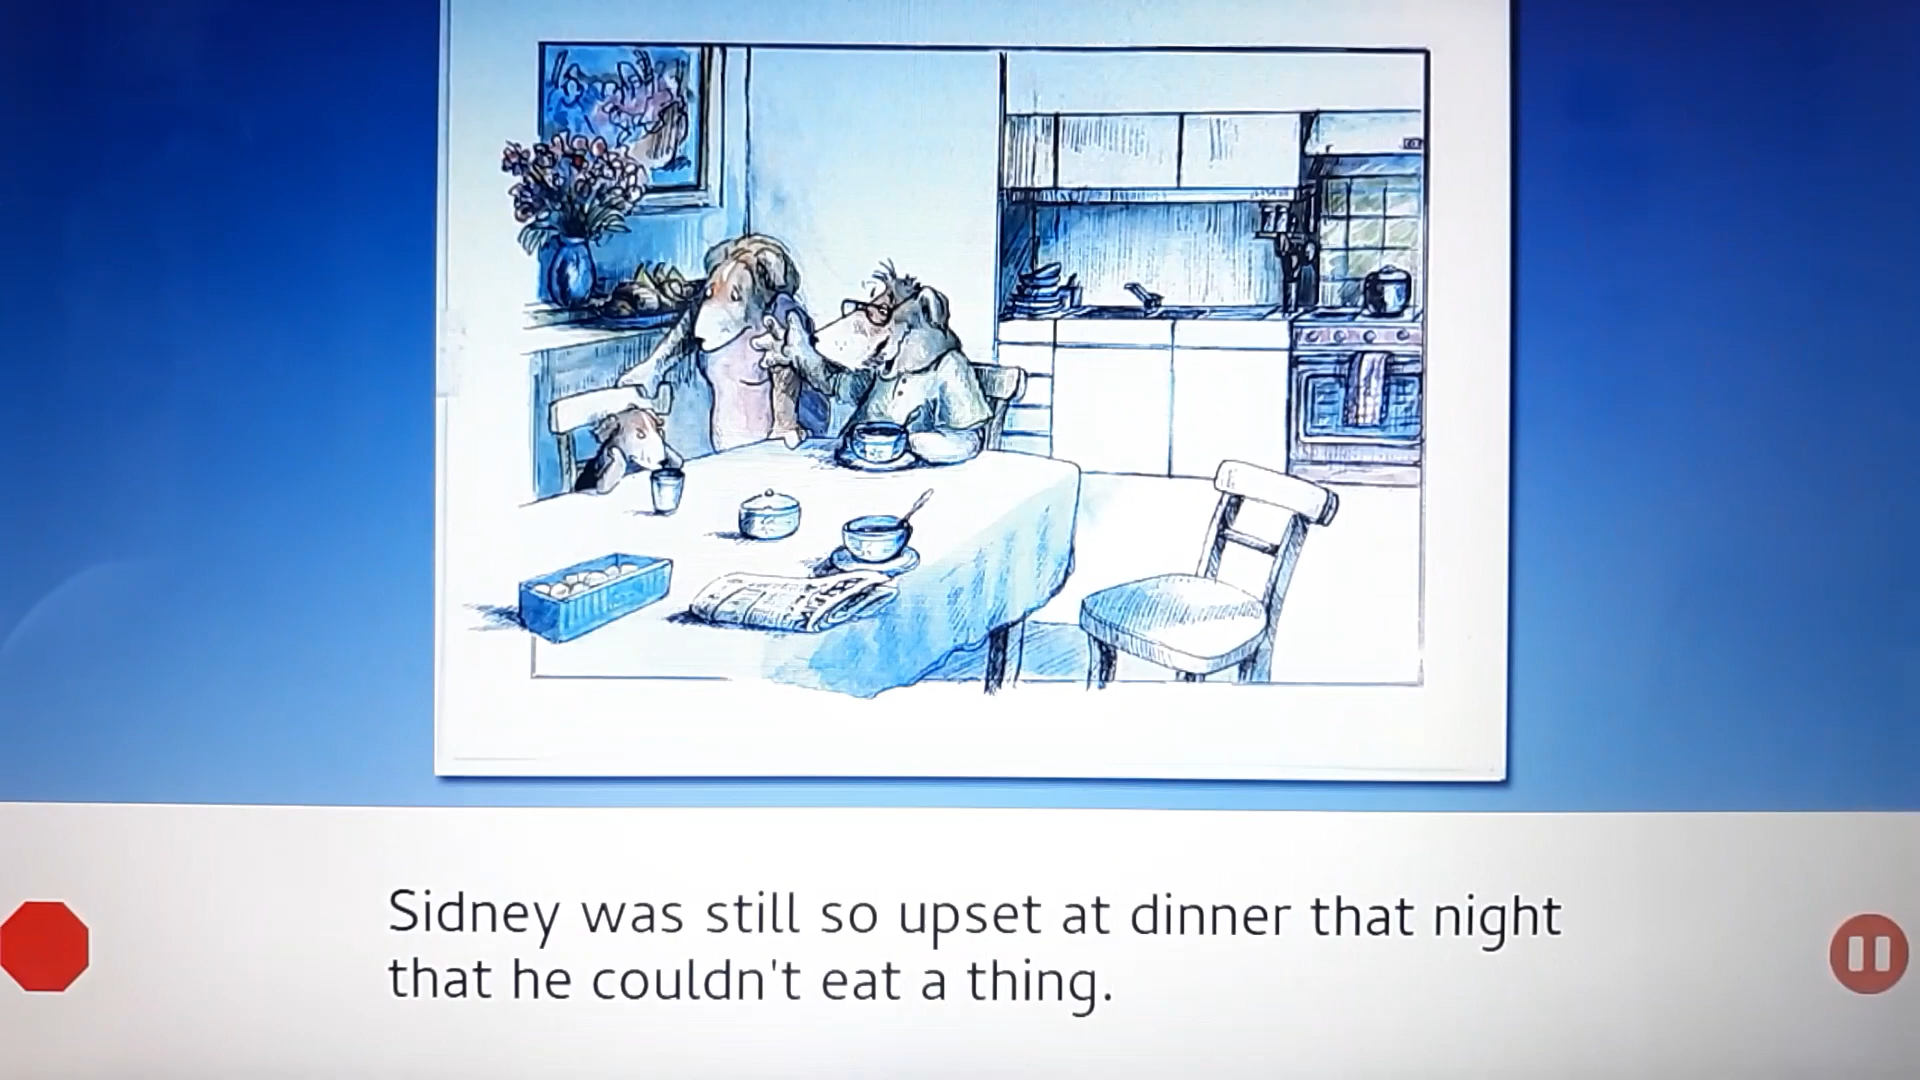 Sidney was still so upset at dinner that night
that he couldn't eat a thing.